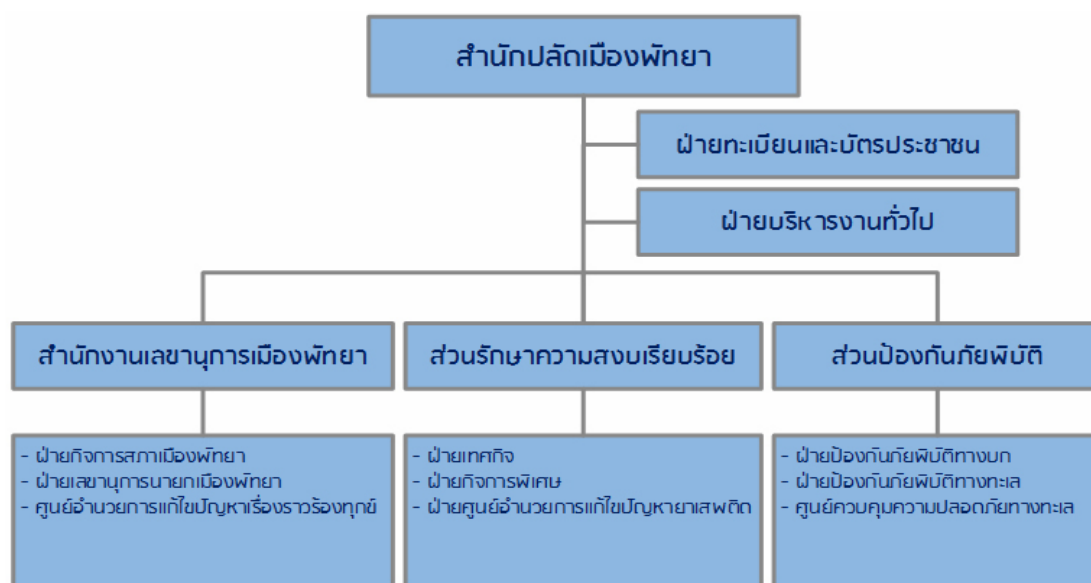 สำนักปลัดเมืองพัทยา
ฝ่ายทะเบียนและบัตรประชาชน
ฝ่ายบริหารงานทั่วไป
สำนักงานเลขานุการเมืองพัทยา
ส่วนรักษาความสงบเรียบร้อย
ส่วนป้องกันภัยพิบัติ
- ฝ่ายกิจการสภาเมืองพัทยา
- ฝ่ายเลขานุการนายกเมืองพัทยา
- ศูนย์อำนวยการแก้ไขปัญหาเรื่องราวร้องทุกข์
- ฝ่ายเทศกิจ
- ฝ่ายกิจการพิเศษ
- ฝ่ายศูนย์อำนวยการแก้ไขปัญหายาเสพติด
- ฝ่ายป้องกันภัยพิบัติทางบก
- ฝ่ายป้องกันภัยพิบัติทางทะเล
- ศูนย์ควบคุมความปลอดภัยทางทะเล